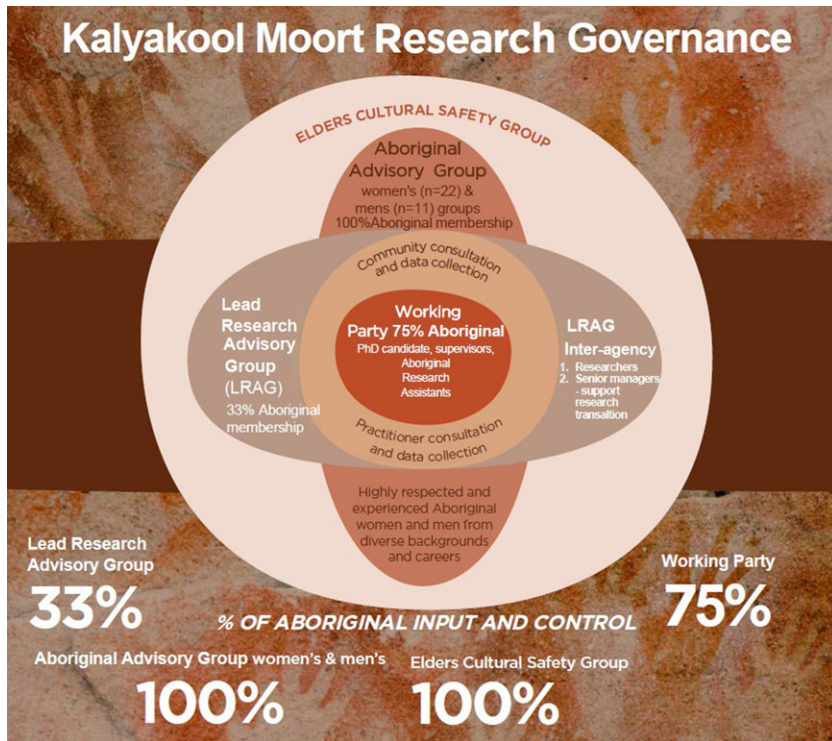 Kalyakool Moort Research Governance
ELDERS CULTURAL SAFETY GROUP
Aboriginal
Advisory Group
women's (n=22) &
mens (n=11) groups
100%Aboriginal membership
Community consultation
and data collection
Lead
Research
Advisory
Group
(LRAG)
33% Aboriginal
membership
Working
Party 75% Aboriginal
PhD candidate, supervisors,
Aboriginal
Research
Assistants
LRAG
Inter-agency
1. Researchers
2. Senior managers
- support
research
transaltion
Practitioner consultation
and data collection
Highly respected and
experienced Aboriginal
women and men from
diverse backgrounds
and careers
Lead Research
Advisory Group
33%
% OF ABORIGINAL INPUT AND CONTROL
Working Party
75%
Aboriginal Advisory Group women's & men's
100%
Elders Cultural Safety Group
100%